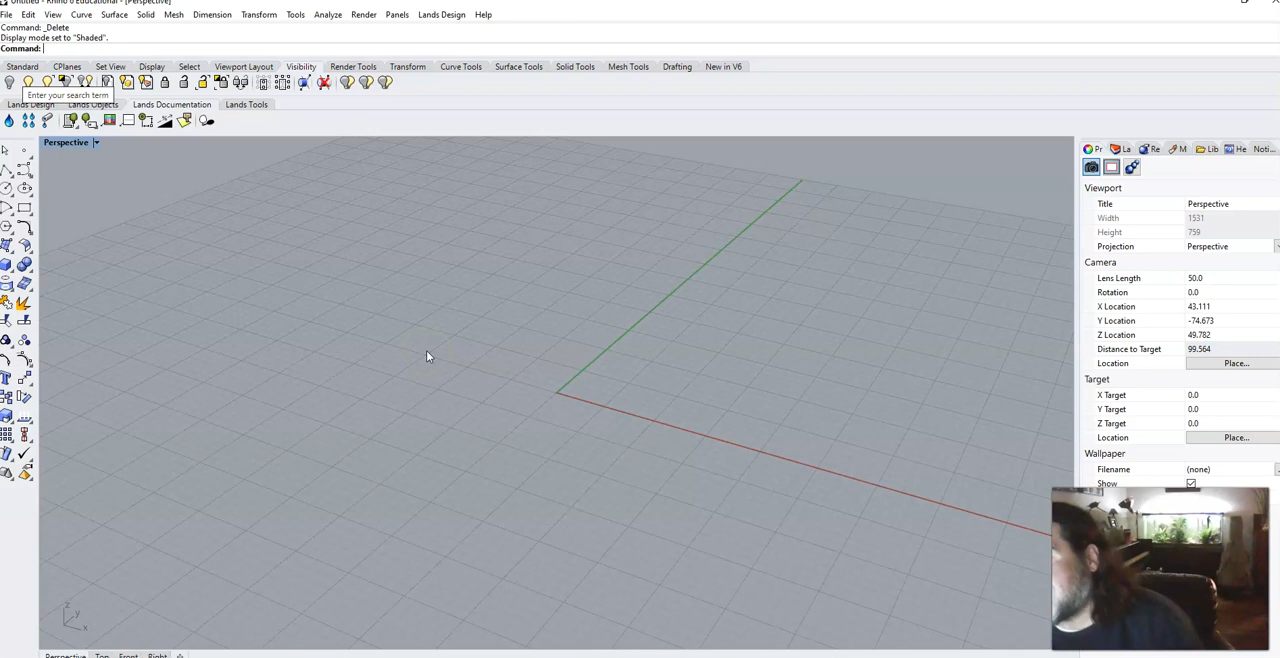 Untitled - Rhino 6 Educational - [Perspective]
File Edit View Curve Surface Solid Mesh Dimension Transform Tools Analyze Render Panels Lands Design Help
Command: _Delete
Display mode set to "Shaded".
Command:
Standard CPlanes Set View Display Select Viewport Layout Visibility Render Tools Transform Curve Tools Surface Tools Solid Tools Mesh Tools Drafting New in V6
Enter your search term
Lands Design Lands Objects Lands Documentation Lands Tools
Perspective
Pr La Re M Lib He Noti...
Viewport
Title Perspective
Width 1531
Height 759
Projection Perspective
Camera
Lens Length 50.0
Rotation 0.0
X Location 43.111
Y Location -74.673
Z Location 49.782
Distance to Target 99.564
Location Place...
Target
X Target 0.0
Y Target 0.0
Z Target 0.0
Location Place...
Wallpaper
Filename (none)
Show
z
y
x
Perspective Top Front Right